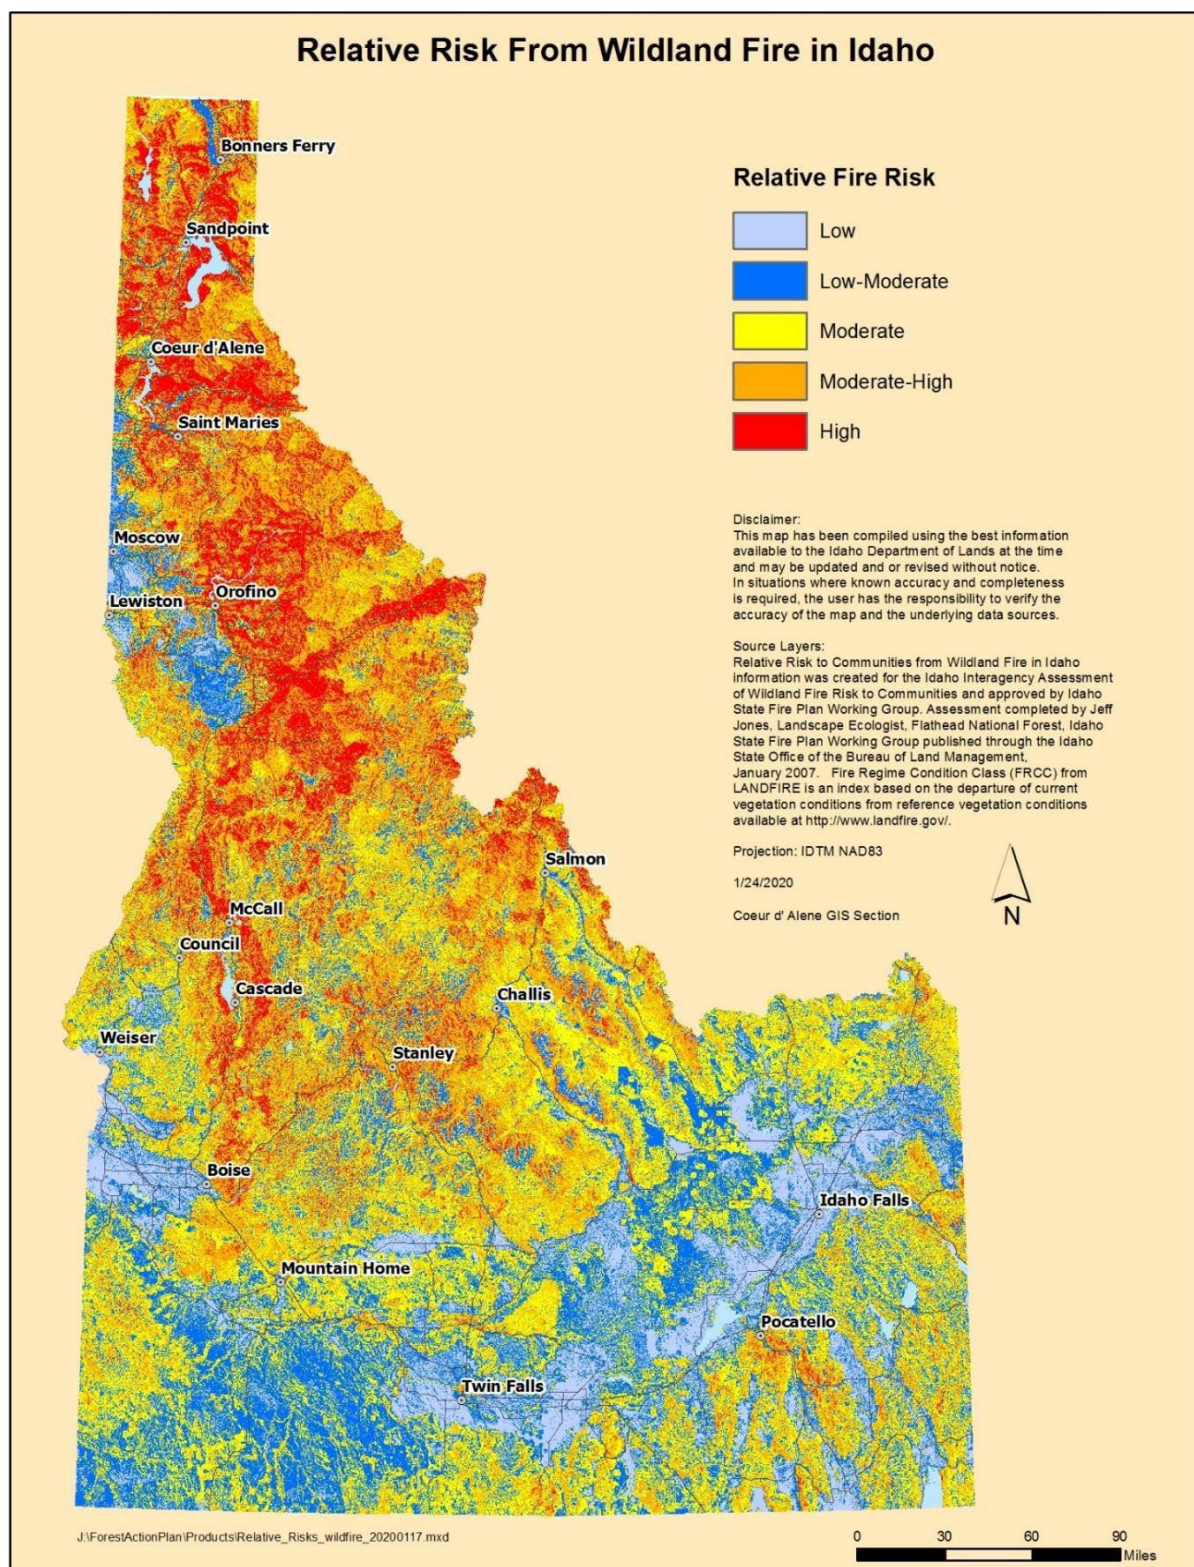 Relative Risk From Wildland Fire in Idaho
Bonners Ferry
Sandpoint
Coeur d'Alene
Saint Maries
Moscow
Orofino
Lewiston
Salmon
McCall
Council
Cascade
Challis
Weiser
Stanley
Boise
Idaho Falls
Mountain Home
Pocatello
Twin Falls
Relative Fire Risk
Low
Low-Moderate
Moderate
Moderate-High
High
Disclaimer:
This map has been compiled using the best information
available to the Idaho Department of Lands at the time
and may be updated and or revised without notice.
In situations where known accuracy and completeness
is required, the user has the responsibility to verify the
accuracy of the map and the underlying data sources.
Source Layers:
Relative Risk to Communities from Wildland Fire in Idaho
information was created for the Idaho Interagency Assessment
of Wildland Fire Risk to Communities and approved by Idaho
State Fire Plan Working Group. Assessment completed by Jeff
Jones, Landscape Ecologist, Flathead National Forest, Idaho
State Fire Plan Working Group published through the Idaho
State Office of the Bureau of Land Management,
January 2007.   Fire Regime Condition Class (FRCC) from
LANDFIRE is an index based on the departure of current
vegetation conditions from reference vegetation conditions
available at http://www.landfire.gov/.
Projection: IDTM NAD83
1/24/2020
Coeur d' Alene GIS Section
N
J:\ForestActionPlan\Products\Relative_Risks_wildfire_20200117.mxd
0 30 60 90
Miles